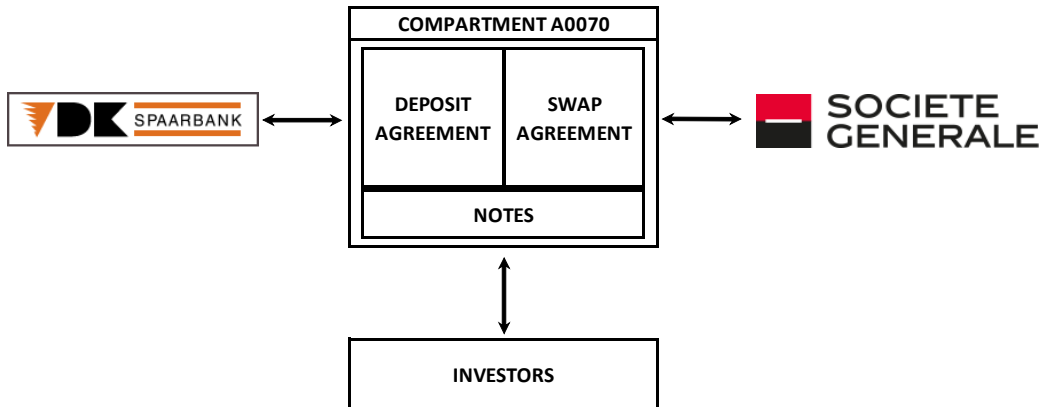 COMPARTMENT A0070
DEPOSIT
AGREEMENT
SWAP
AGREEMENT
VDK SPAARBANK
SOCIETE
GENERALE
NOTES
INVESTORS